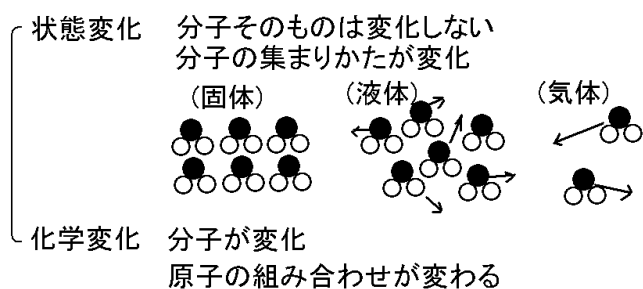 状態変化 分子そのものは変化しない
分子の集まりかたが変化
(固体) (液体) (気体)
化学変化 分子が変化
原子の組み合わせが変わる